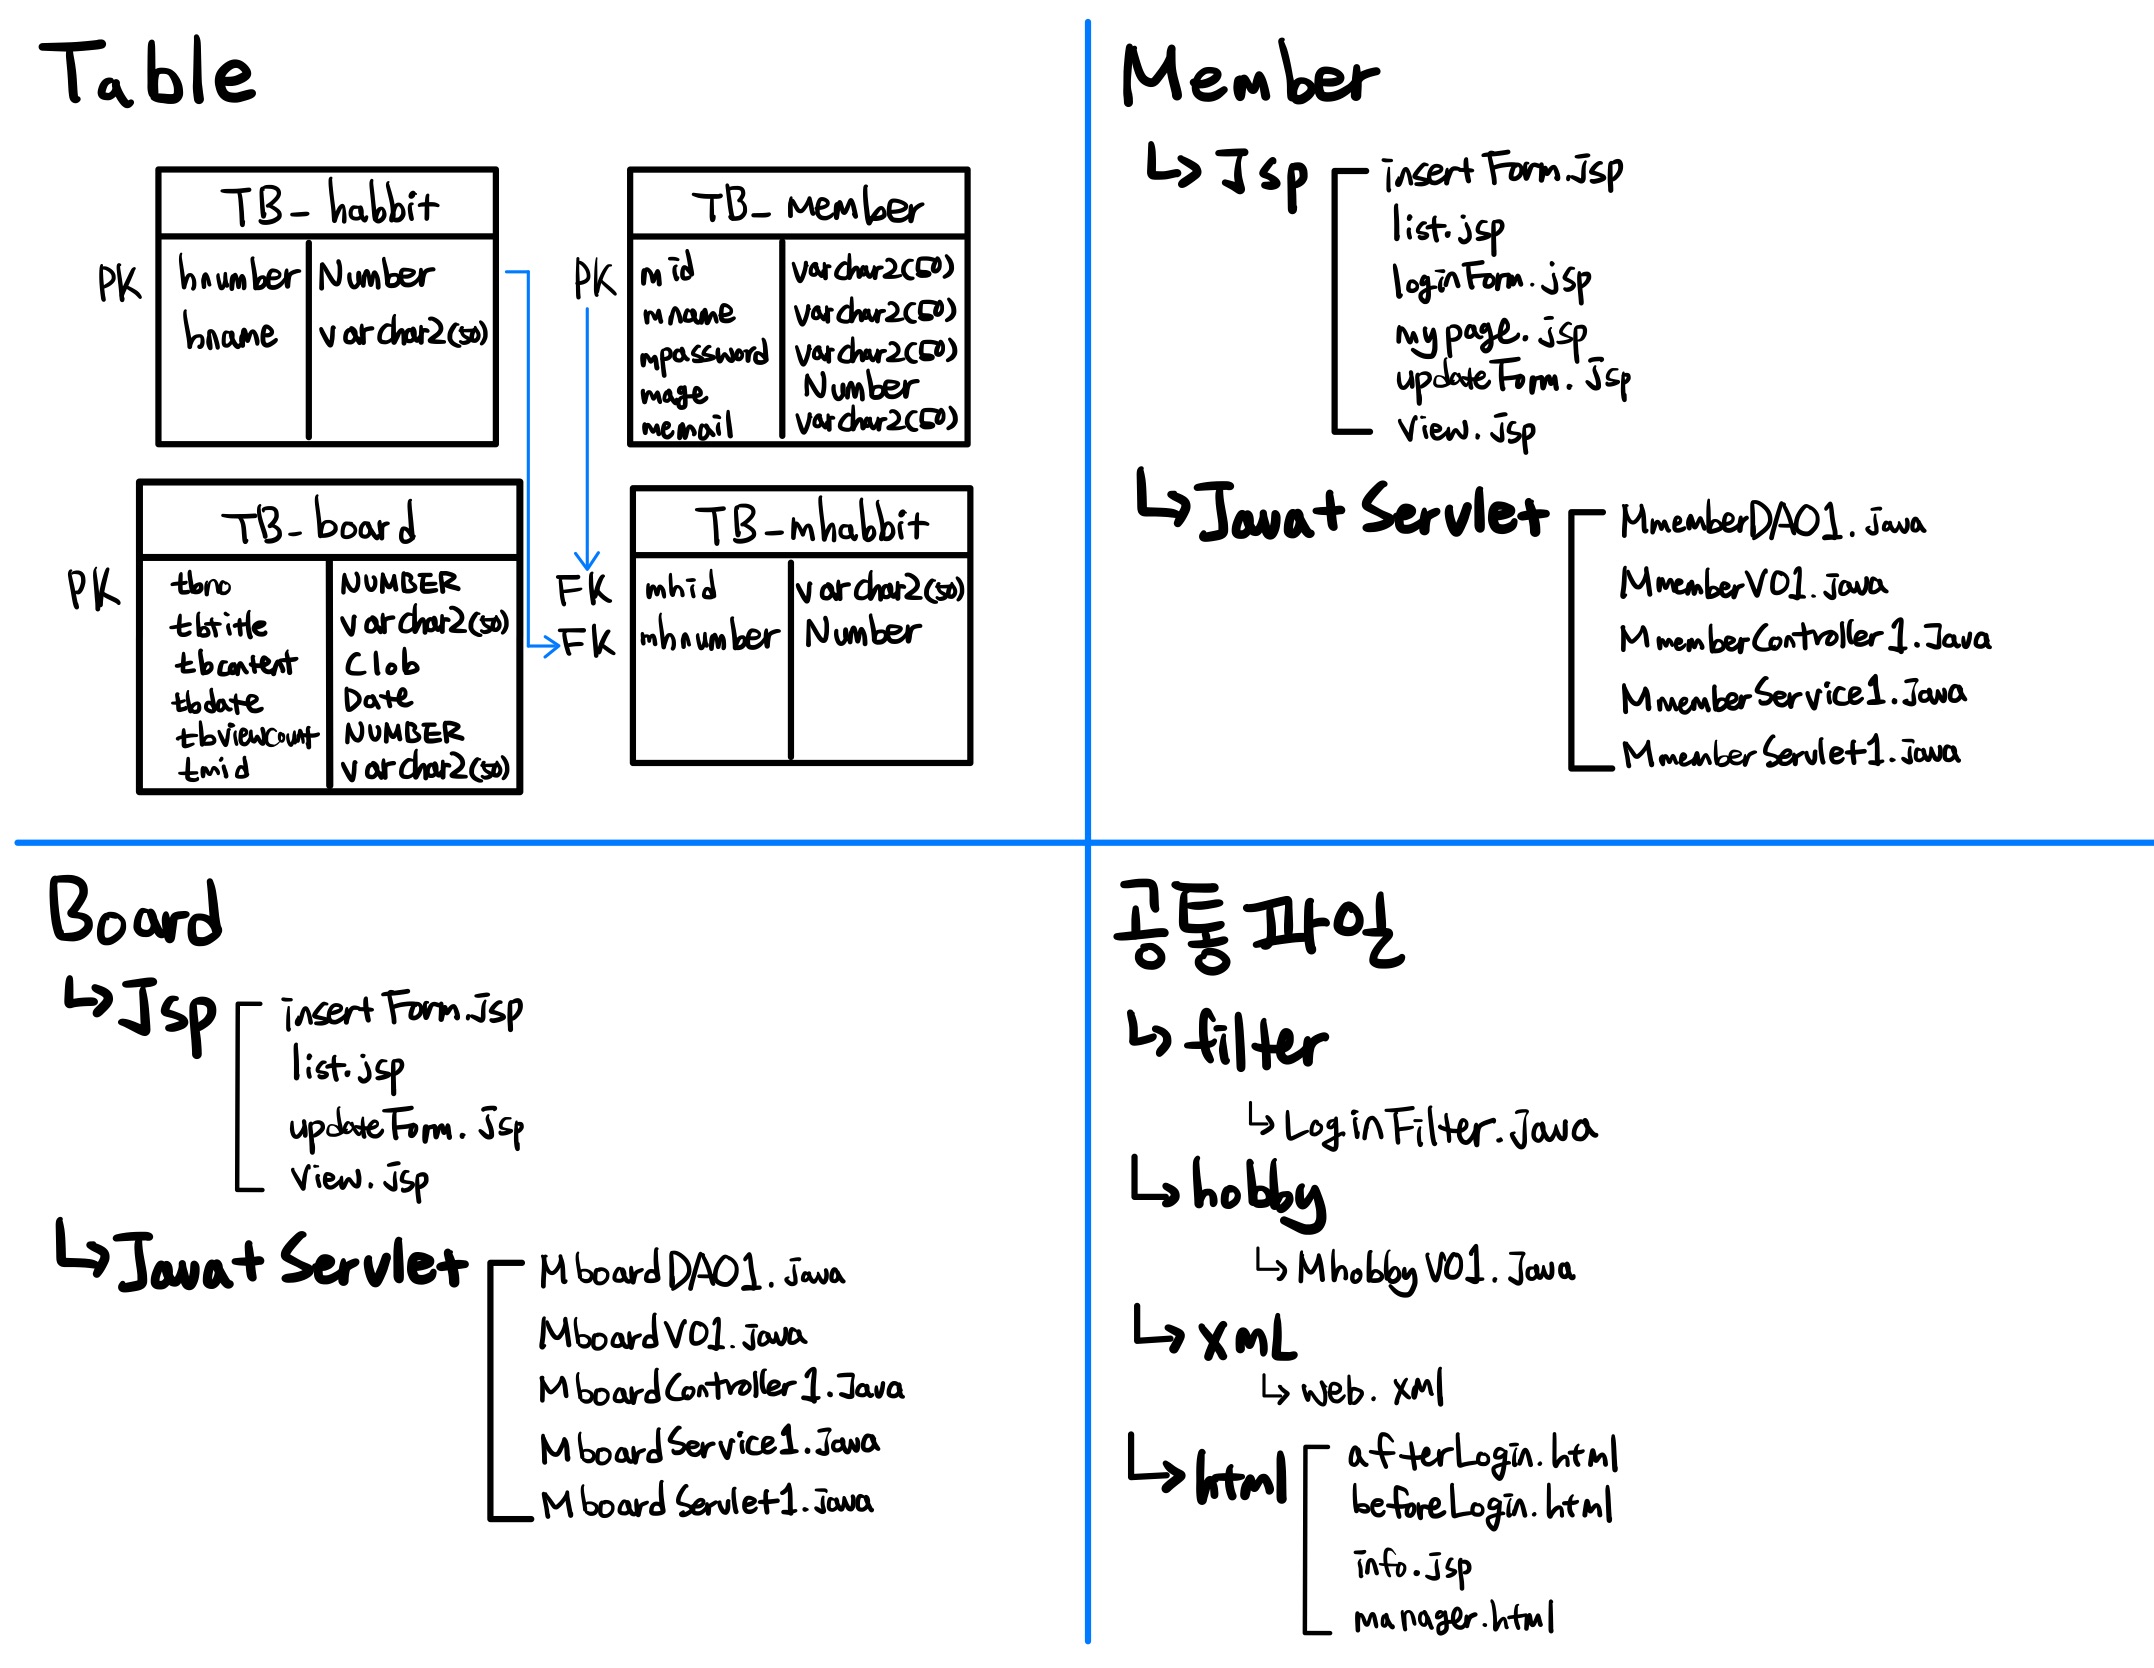 Table
TB_habbit
PK hnumber Number
hname varchar2(50)
TB_member
PK mid varchar2(50)
mname varchar2(50)
mpassword varchar2(50)
mage Number
memail varchar2(50)
TB_board
PK tbno NUMBER
tbtitle varchar2(50)
tbcontent Clob
tbdate Date
tbviewcount NUMBER
tmid varchar2(50)
TB_mhabbit
FK mhid varchar2(50)
FK mhnumber Number
Member
↳ Jsp
insertForm.jsp
list.jsp
loginForm.jsp
mypage.jsp
updateForm.jsp
view.jsp
↳ Java+Servlet
MmemberDAO1.java
MmemberVO1.java
MmemberController1.Java
MmemberService1.Java
MmemberServlet1.java
Board
↳ Jsp
insertForm.jsp
list.jsp
updateForm.jsp
view.jsp
↳ Java+Servlet
MboardDAO1.java
MboardVO1.java
MboardController1.Java
MboardService1.Java
MboardServlet1.java
공통파일
↳ filter
↳ LoginFilter.Java
↳ hobby
↳ MhobbyVO1.Java
↳ xmL
↳ web.xml
↳ html
afterLogin.html
beforeLogin.html
info.jsp
manager.html